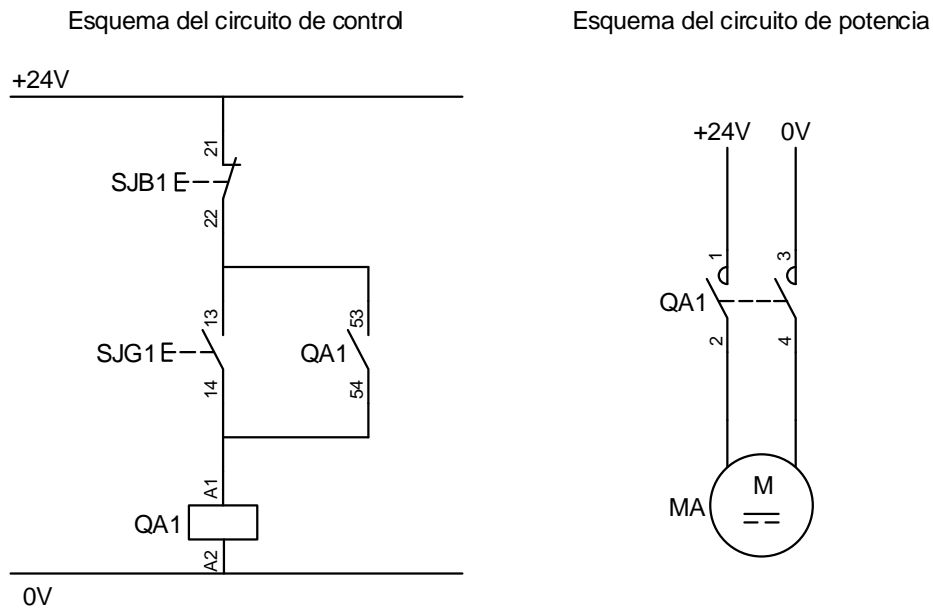 Esquema del circuito de control
+24V
21
SJB1
22
13
53
SJG1
QA1
14
54
A1
QA1
A2
0V
Esquema del circuito de potencia
+24V 0V
1
3
QA1
2
4
M
MA